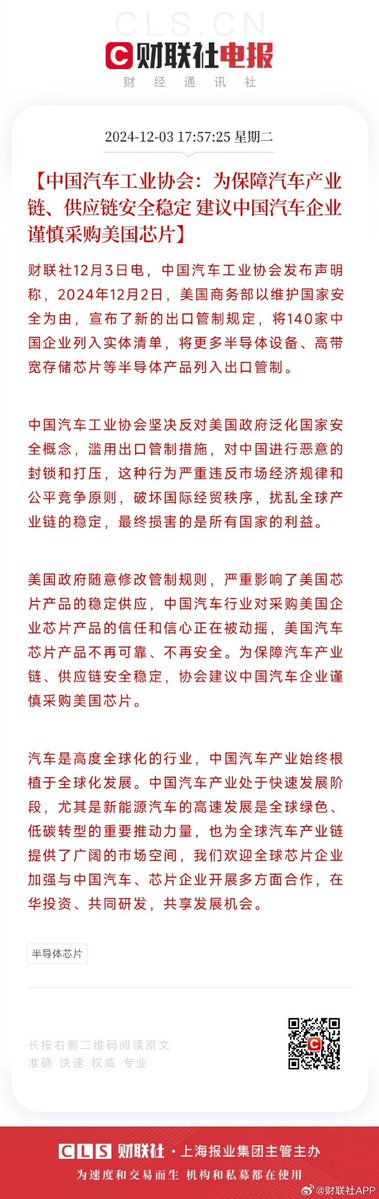 CLS.CN
财联社电报
财经通讯社
2024-12-03 17:57:25 星期二
【中国汽车工业协会：为保障汽车产业
链、供应链安全稳定 建议中国汽车企业
谨慎采购美国芯片】
财联社12月3日电，中国汽车工业协会发布声明
称，2024年12月2日，美国商务部以维护国家安
全为由，宣布了新的出口管制规定，将140家中
国企业列入实体清单，将更多半导体设备、高带
宽存储芯片等半导体产品列入出口管制。
中国汽车工业协会坚决反对美国政府泛化国家安
全概念，滥用出口管制措施，对中国进行恶意的
封锁和打压，这种行为严重违反市场经济规律和
公平竞争原则，破坏国际经贸秩序，扰乱全球产
业链的稳定，最终损害的是所有国家的利益。
美国政府随意修改管制规则，严重影响了美国芯
片产品的稳定供应，中国汽车行业对采购美国企
业芯片产品的信任和信心正在被动摇，美国汽车
芯片产品不再可靠、不再安全。为保障汽车产业
链、供应链安全稳定，协会建议中国汽车企业谨
慎采购美国芯片。
汽车是高度全球化的行业，中国汽车产业始终根
植于全球化发展。中国汽车产业处于快速发展阶
段，尤其是新能源汽车的高速发展是全球绿色、
低碳转型的重要推动力量，也为全球汽车产业链
提供了广阔的市场空间，我们欢迎全球芯片企业
加强与中国汽车、芯片企业开展多方面合作，在
华投资、共同研发，共享发展机会。
半导体芯片
长按右侧二维码阅读原文
准确 快速 权威 专业
CLS 财联社·上海报业集团主管主办
为速度和交易而生 机构和私募都在使用
@财联社APP